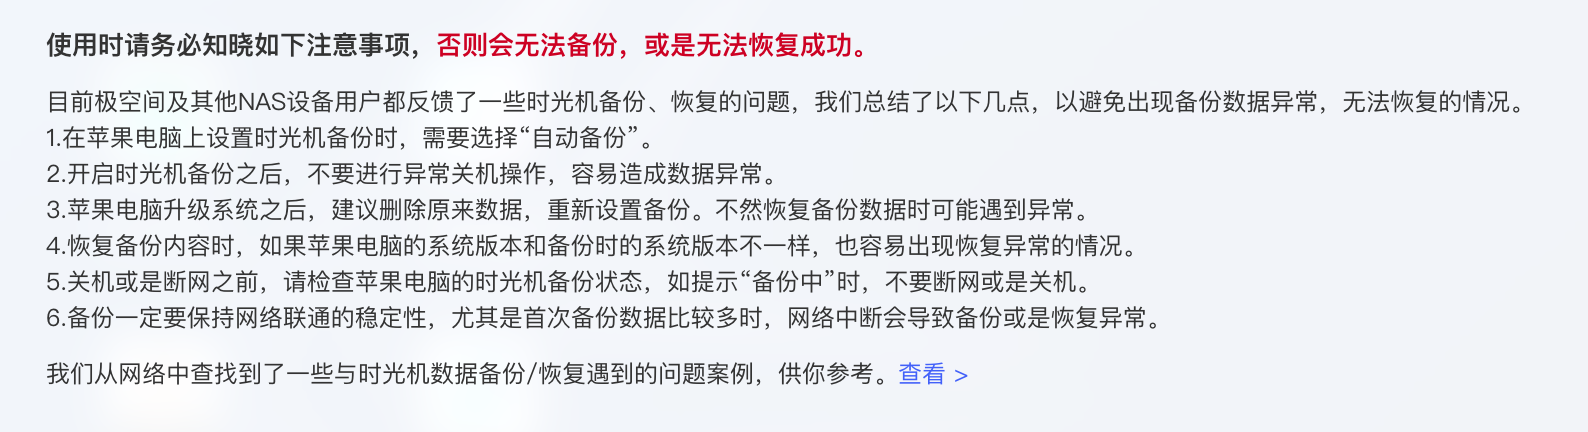 使用时请务必知晓如下注意事项，否则会无法备份，或是无法恢复成功。
目前极空间及其他NAS设备用户都反馈了一些时光机备份、恢复的问题，我们总结了以下几点，以避免出现备份数据异常，无法恢复的情况。
1.在苹果电脑上设置时光机备份时，需要选择“自动备份”。
2.开启时光机备份之后，不要进行异常关机操作，容易造成数据异常。
3.苹果电脑升级系统之后，建议删除原来数据，重新设置备份。不然恢复备份数据时可能遇到异常。
4.恢复备份内容时，如果苹果电脑的系统版本和备份时的系统版本不一样，也容易出现恢复异常的情况。
5.关机或是断网之前，请检查苹果电脑的时光机备份状态，如提示“备份中”时，不要断网或是关机。
6.备份一定要保持网络联通的稳定性，尤其是首次备份数据比较多时，网络中断会导致备份或是恢复异常。
我们从网络中查找到了一些与时光机数据备份/恢复遇到的问题案例，供你参考。查看 >